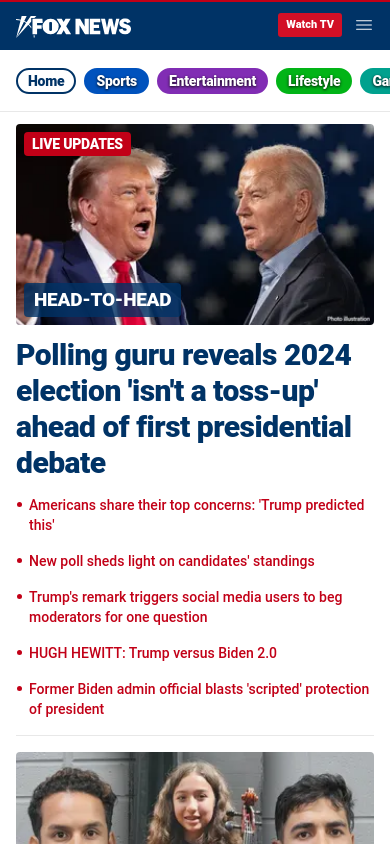 FOX NEWS
Watch TV
Home
Sports
Entertainment
Lifestyle
Ga
LIVE UPDATES
HEAD-TO-HEAD
Photo Illustration
Polling guru reveals 2024
election 'isn't a toss-up'
ahead of first presidential
debate
• Americans share their top concerns: 'Trump predicted
this'
• New poll sheds light on candidates' standings
• Trump's remark triggers social media users to beg
moderators for one question
• HUGH HEWITT: Trump versus Biden 2.0
• Former Biden admin official blasts 'scripted' protection
of president